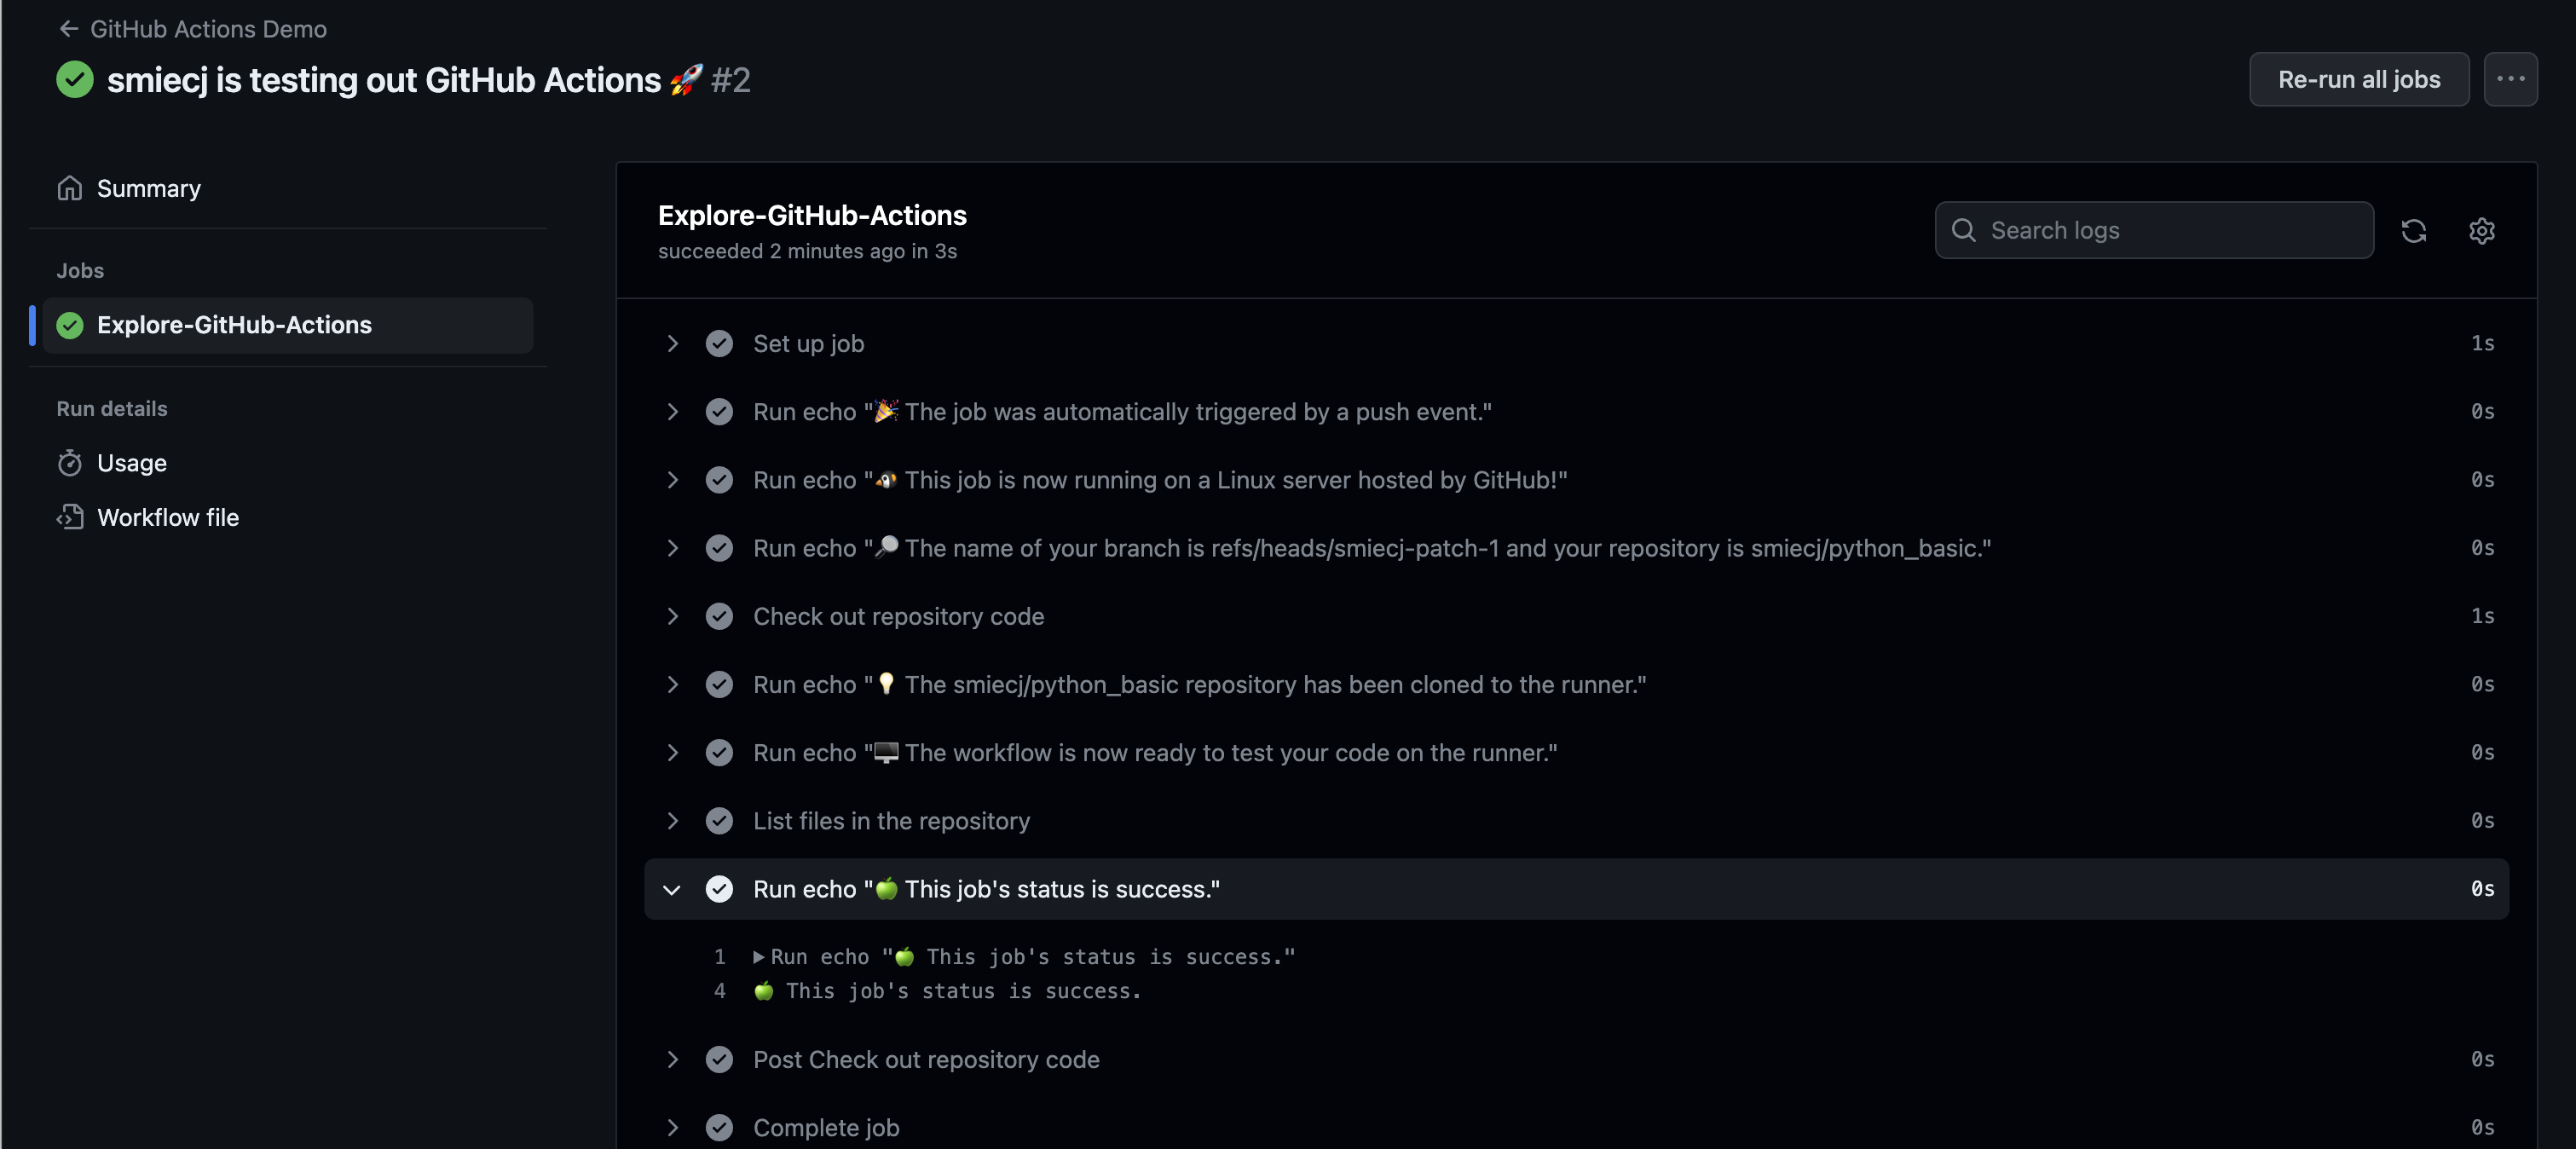 ← GitHub Actions Demo
smiecj is testing out GitHub Actions 🚀 #2
Re-run all jobs
Summary
Jobs
Explore-GitHub-Actions
Run details
Usage
Workflow file
Explore-GitHub-Actions
succeeded 2 minutes ago in 3s
Search logs
Set up job 1s
Run echo "🎉 The job was automatically triggered by a push event." 0s
Run echo "🐧 This job is now running on a Linux server hosted by GitHub!" 0s
Run echo "🔎 The name of your branch is refs/heads/smiecj-patch-1 and your repository is smiecj/python_basic." 0s
Check out repository code 1s
Run echo "💡 The smiecj/python_basic repository has been cloned to the runner." 0s
Run echo "🖥️ The workflow is now ready to test your code on the runner." 0s
List files in the repository 0s
Run echo "🍏 This job's status is success." 0s
1 ▶Run echo "🍏 This job's status is success."
4 🍏 This job's status is success.
Post Check out repository code 0s
Complete job 0s